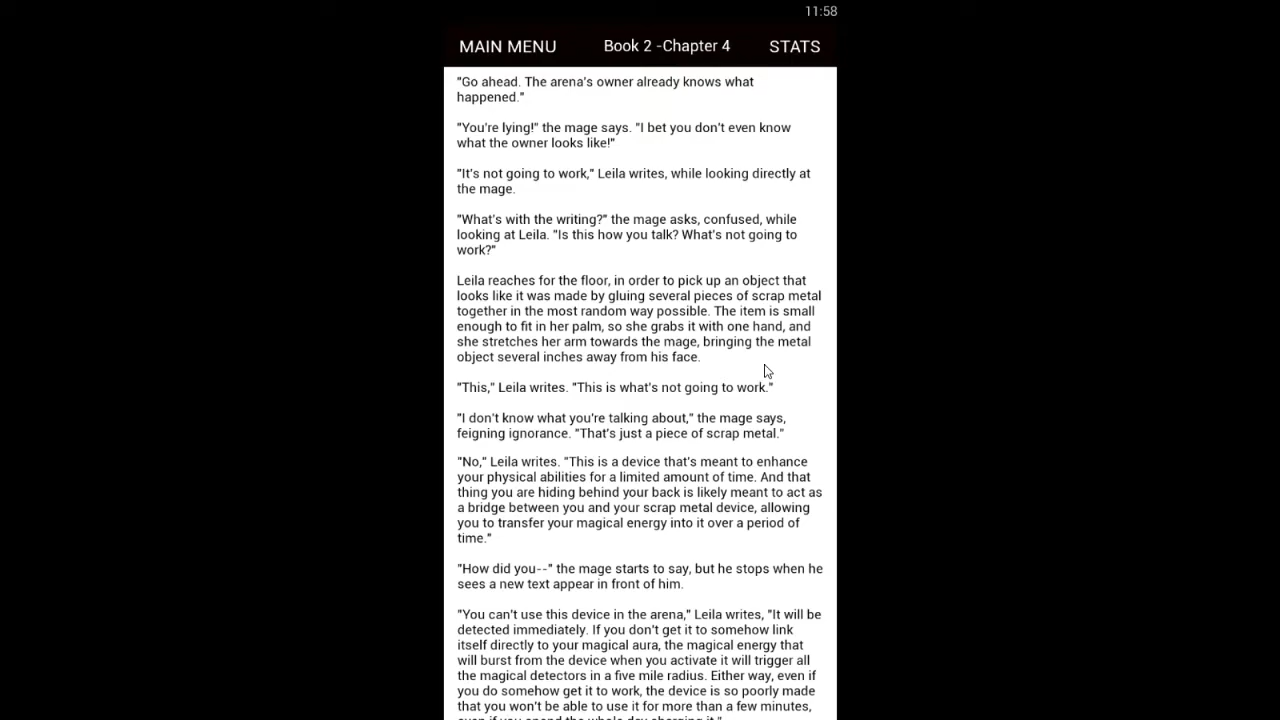 11:58
MAIN MENU Book 2 -Chapter 4 STATS
"Go ahead. The arena's owner already knows what
happened."
"You're lying!" the mage says. "I bet you don't even know
what the owner looks like!"
"It's not going to work," Leila writes, while looking directly at
the mage.
"What's with the writing?" the mage asks, confused, while
looking at Leila. "Is this how you talk? What's not going to
work?"
Leila reaches for the floor, in order to pick up an object that
looks like it was made by gluing several pieces of scrap metal
together in the most random way possible. The item is small
enough to fit in her palm, so she grabs it with one hand, and
she stretches her arm towards the mage, bringing the metal
object several inches away from his face.
"This," Leila writes. "This is what's not going to work."
"I don't know what you're talking about," the mage says,
feigning ignorance. "That's just a piece of scrap metal."
"No," Leila writes. "This is a device that's meant to enhance
your physical abilities for a limited amount of time. And that
thing you are hiding behind your back is likely meant to act as
a bridge between you and your scrap metal device, allowing
you to transfer your magical energy into it over a period of
time."
"How did you--" the mage starts to say, but he stops when he
sees a new text appear in front of him.
"You can't use this device in the arena," Leila writes, "It will be
detected immediately. If you don't get it to somehow link
itself directly to your magical aura, the magical energy that
will burst from the device when you activate it will trigger all
the magical detectors in a five mile radius. Either way, even if
you do somehow get it to work, the device is so poorly made
that you won't be able to use it for more than a few minutes,
even if you spend the whole day charging it."